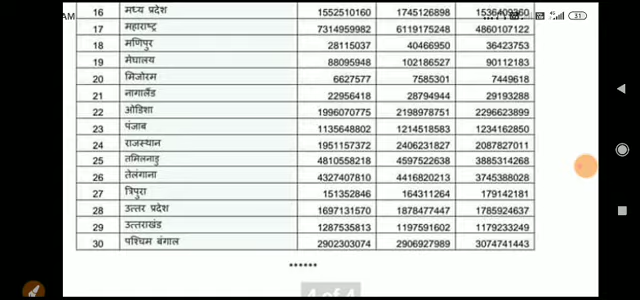 16 मध्य प्रदेश 1552510160 1745126898 1536409360
17 महाराष्ट्र 7314959982 6119175248 4860107122
18 मणिपुर 28115037 40466950 36423753
19 मेघालय 88095948 102186527 90112183
20 मिजोरम 6627577 7585301 7449618
21 नागालैंड 22956418 28794944 29193288
22 ओडिशा 1996070775 2198978751 2296623899
23 पंजाब 1135648802 1214518583 1234162850
24 राजस्थान 1951157372 2406231827 2087827011
25 तमिलनाडु 4810558218 4597522638 3885314268
26 तेलंगाना 4327407810 4416820213 3745388028
27 त्रिपुरा 151352846 164311264 179142181
28 उत्तर प्रदेश 1697131570 1878477447 1785924637
29 उत्तराखंड 1287535813 1197591602 1179233249
30 पश्चिम बंगाल 2902303074 2906927989 3074741443
******
4 of 4
31